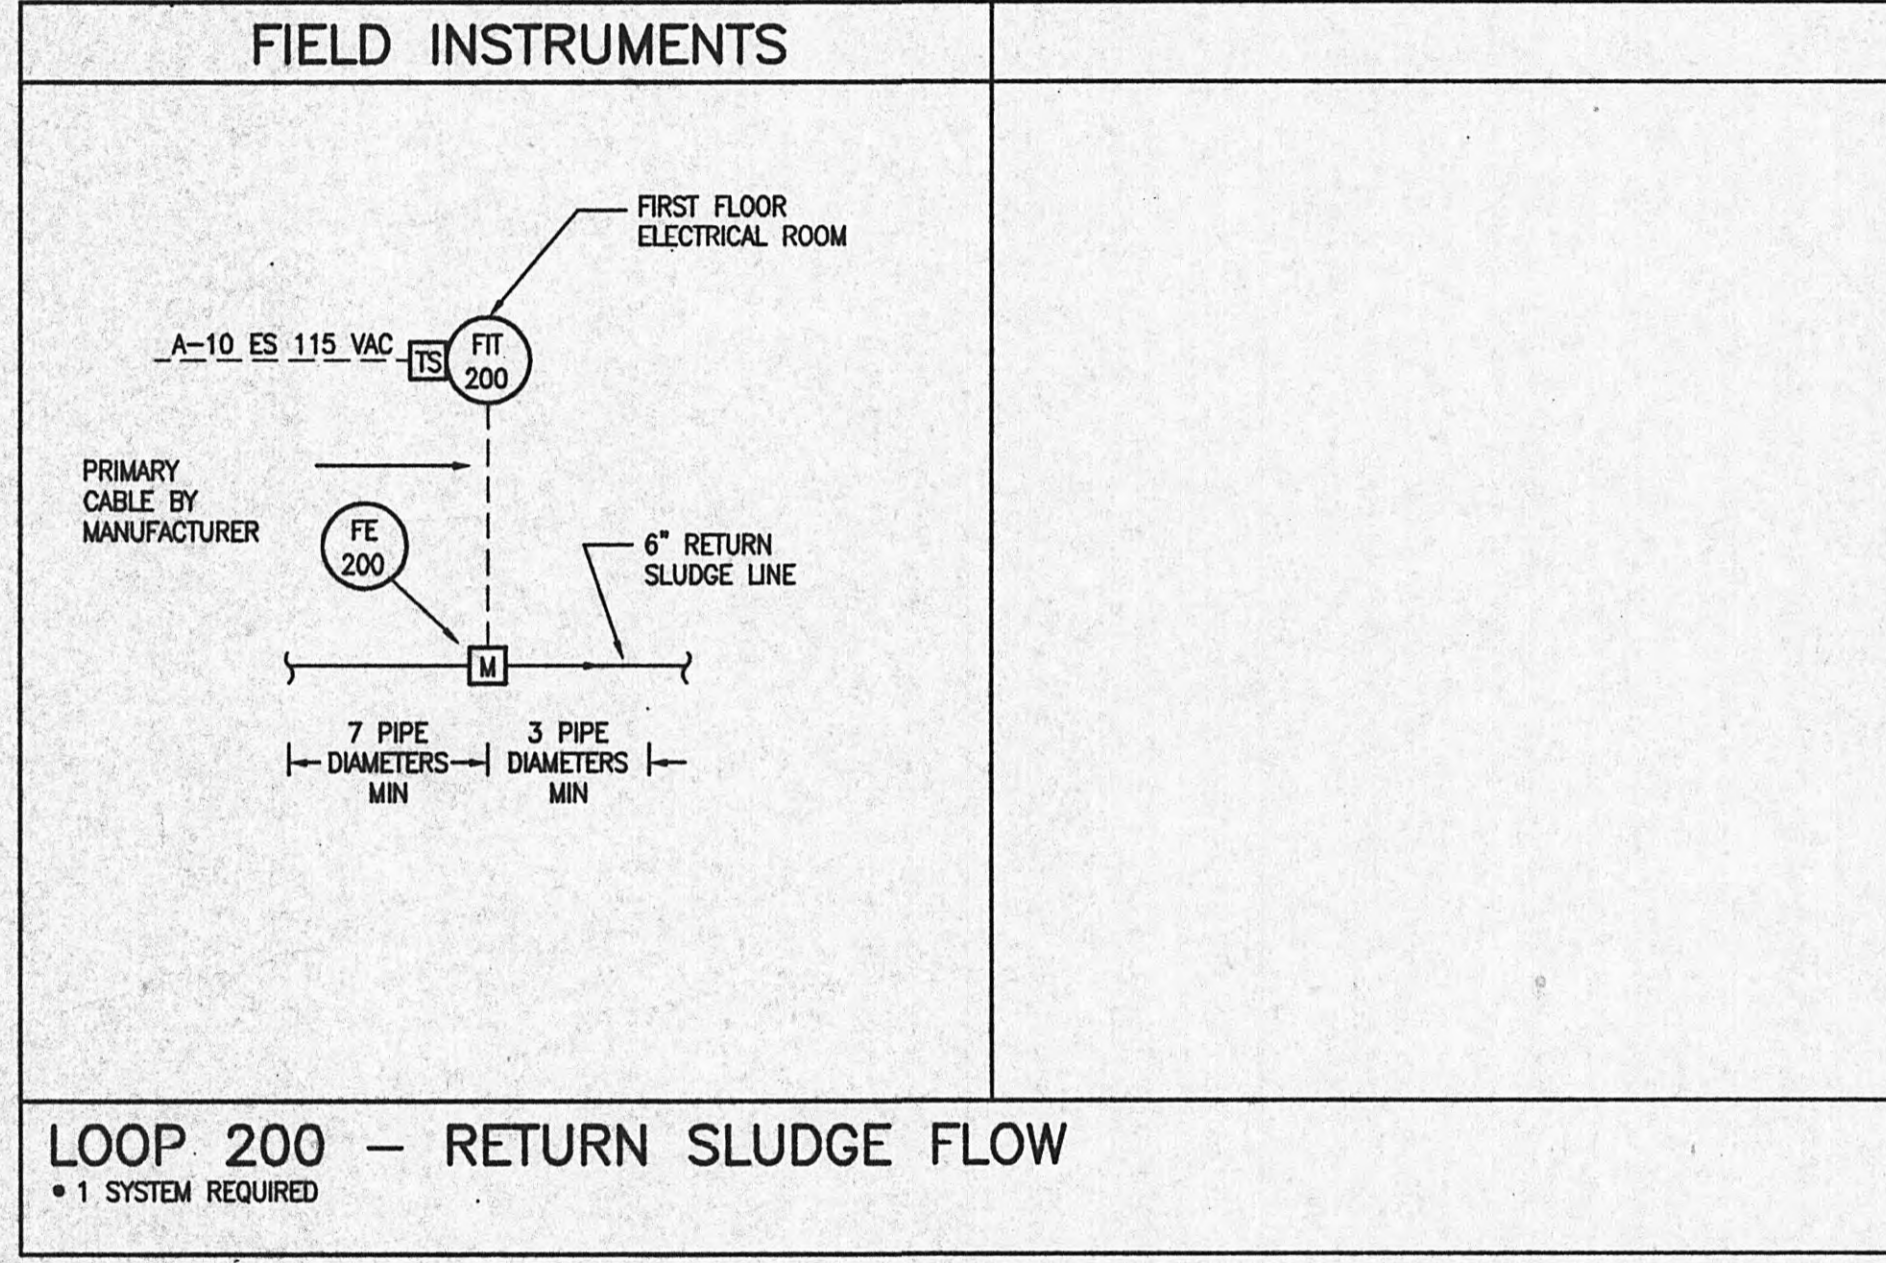 FIELD INSTRUMENTS
FIRST FLOOR
ELECTRICAL ROOM
A-10 ES 115 VAC
TS
FIT
200
PRIMARY
CABLE BY
MANUFACTURER
FE
200
6" RETURN
SLUDGE LINE
M
7 PIPE
DIAMETERS
MIN
3 PIPE
DIAMETERS
MIN
LOOP 200 – RETURN SLUDGE FLOW
• 1 SYSTEM REQUIRED